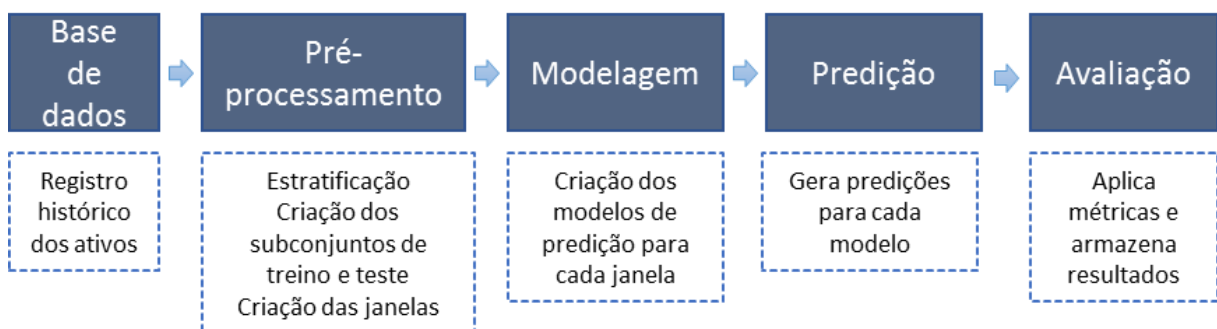 Base
de
dados
Pré-
processamento
Modelagem
Predição
Avaliação
Registro
histórico
dos ativos
Estratificação
Criação dos
subconjuntos de
treino e teste
Criação das janelas
Criação dos
modelos de
predição para
cada janela
Gera predições
para cada
modelo
Aplica
métricas e
armazena
resultados